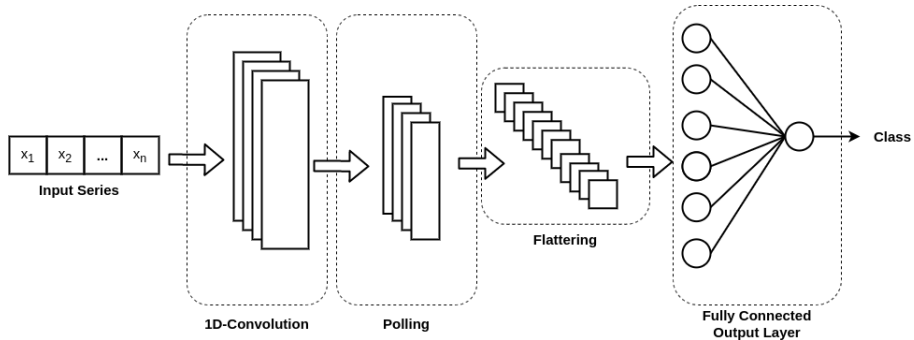 x1 x2 ... xn
Input Series
1D-Convolution
Polling
Flattering
Fully Connected
Output Layer
Class